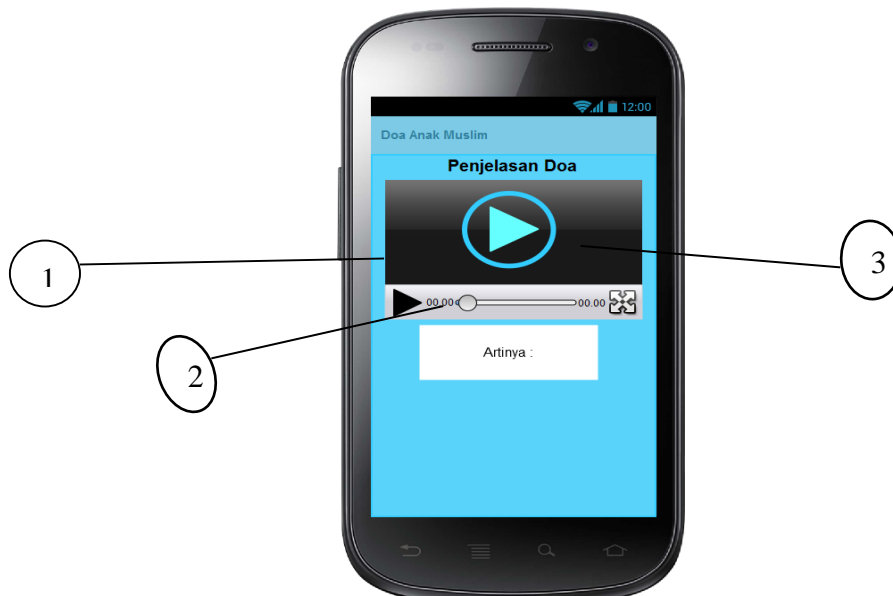 12:00
Doa Anak Muslim
Penjelasan Doa
1
3
00.00 00.00
2
Artinya :